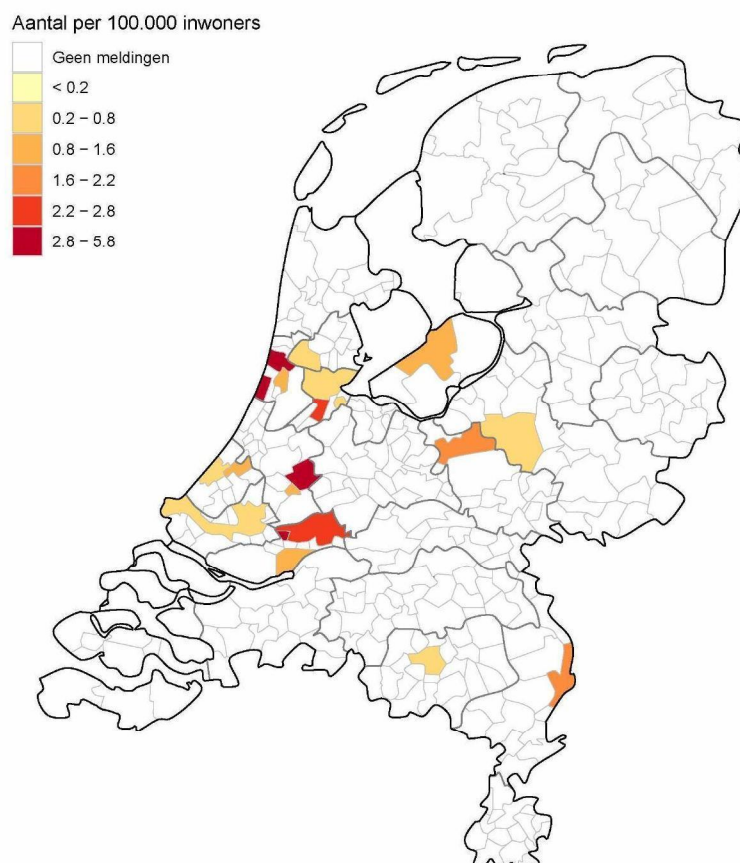 Aantal per 100.000 inwoners
Geen meldingen
< 0.2
0.2 – 0.8
0.8 – 1.6
1.6 – 2.2
2.2 – 2.8
2.8 – 5.8